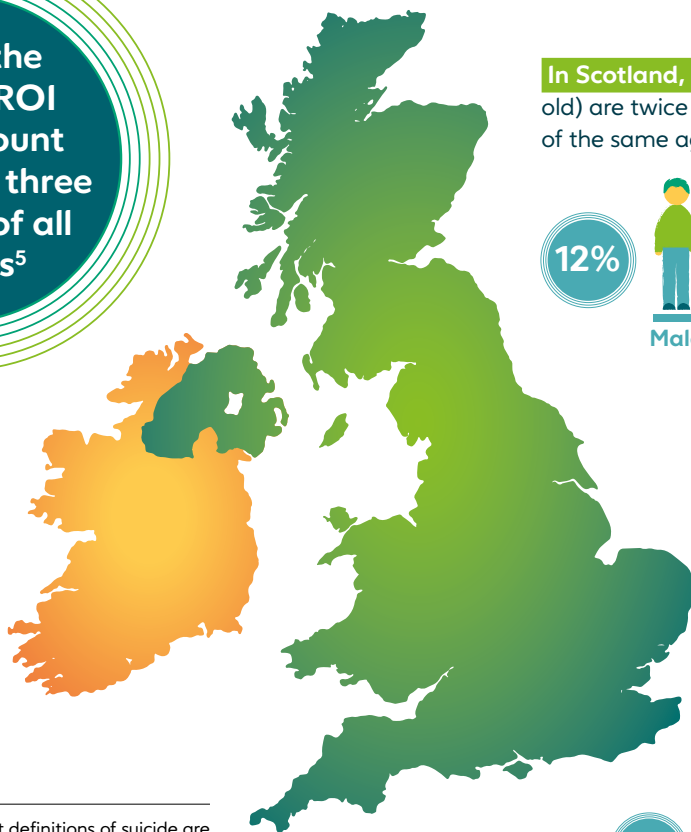 the
ROI
ount
three
of all
s⁵
In Scotland,
old) are twice
of the same ag
12%
Mal
t definitions of suicide are